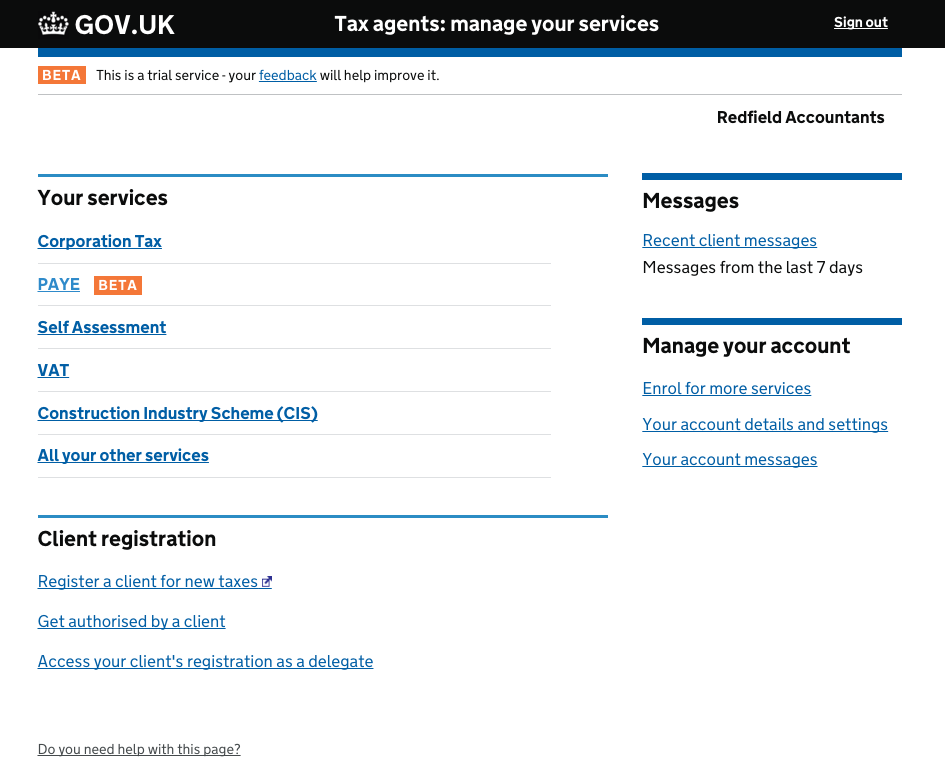 GOV.UK
Tax agents: manage your services
Sign out
BETA This is a trial service - your feedback will help improve it.
Redfield Accountants
Your services
Corporation Tax
PAYE BETA
Self Assessment
VAT
Construction Industry Scheme (CIS)
All your other services
Client registration
Register a client for new taxes
Get authorised by a client
Access your client's registration as a delegate
Messages
Recent client messages
Messages from the last 7 days
Manage your account
Enrol for more services
Your account details and settings
Your account messages
Do you need help with this page?